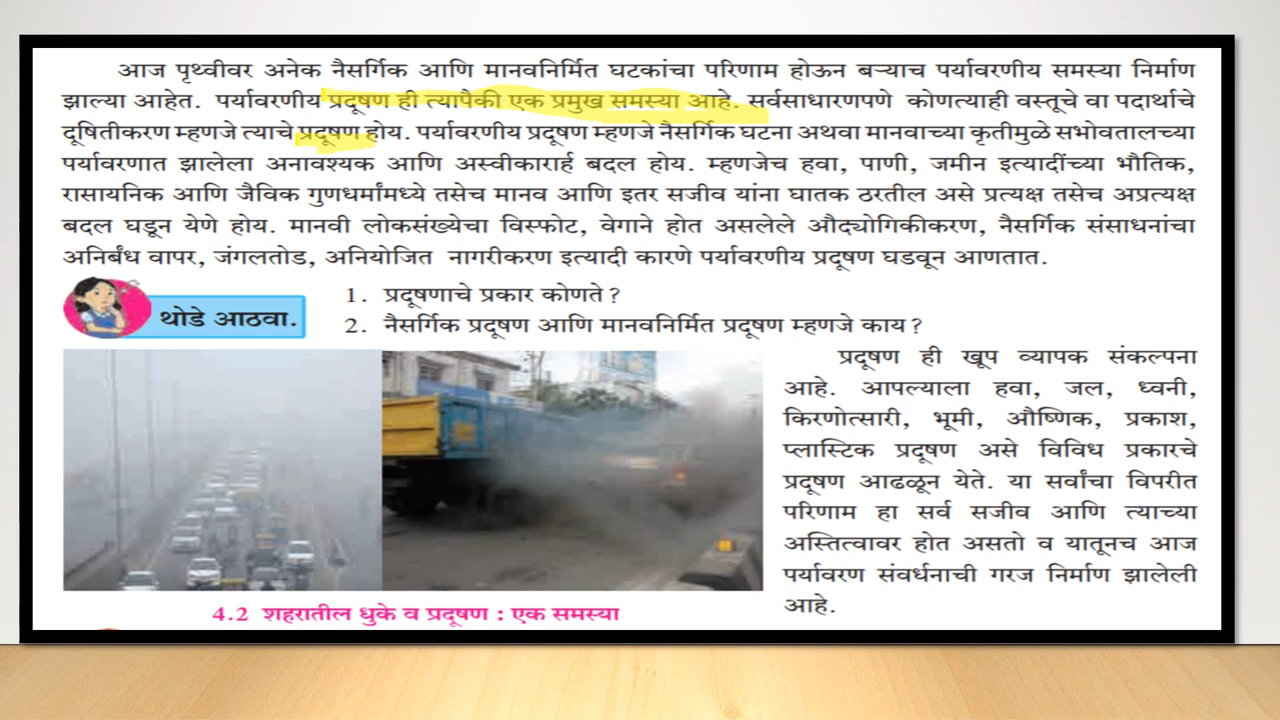 आज पृथ्वीवर अनेक नैसर्गिक आणि मानवनिर्मित घटकांचा परिणाम होऊन बऱ्याच पर्यावरणीय समस्या निर्माण
झाल्या आहेत. पर्यावरणीय प्रदूषण ही त्यापैकी एक प्रमुख समस्या आहे. सर्वसाधारणपणे कोणत्याही वस्तूचे वा पदार्थाचे
दूषितीकरण म्हणजे त्याचे प्रदूषण होय. पर्यावरणीय प्रदूषण म्हणजे नैसर्गिक घटना अथवा मानवाच्या कृतीमुळे सभोवतालच्या
पर्यावरणात झालेला अनावश्यक आणि अस्वीकारार्ह बदल होय. म्हणजेच हवा, पाणी, जमीन इत्यादींच्या भौतिक,
रासायनिक आणि जैविक गुणधर्मांमध्ये तसेच मानव आणि इतर सजीव यांना घातक ठरतील असे प्रत्यक्ष तसेच अप्रत्यक्ष
बदल घडून येणे होय. मानवी लोकसंख्येचा विस्फोट, वेगाने होत असलेले औद्योगिकीकरण, नैसर्गिक संसाधनांचा
अनिर्बंध वापर, जंगलतोड, अनियोजित नागरीकरण इत्यादी कारणे पर्यावरणीय प्रदूषण घडवून आणतात.
थोडे आठवा.
1. प्रदूषणाचे प्रकार कोणते ?
2. नैसर्गिक प्रदूषण आणि मानवनिर्मित प्रदूषण म्हणजे काय ?
प्रदूषण ही खूप व्यापक संकल्पना
आहे. आपल्याला हवा, जल, ध्वनी,
किरणोत्सारी, भूमी, औष्णिक, प्रकाश,
प्लास्टिक प्रदूषण असे विविध प्रकारचे
प्रदूषण आढळून येते. या सर्वांचा विपरीत
परिणाम हा सर्व सजीव आणि त्याच्या
अस्तित्वावर होत असतो व यातूनच आज
पर्यावरण संवर्धनाची गरज निर्माण झालेली
आहे.
4.2 शहरातील धुके व प्रदूषण : एक समस्या